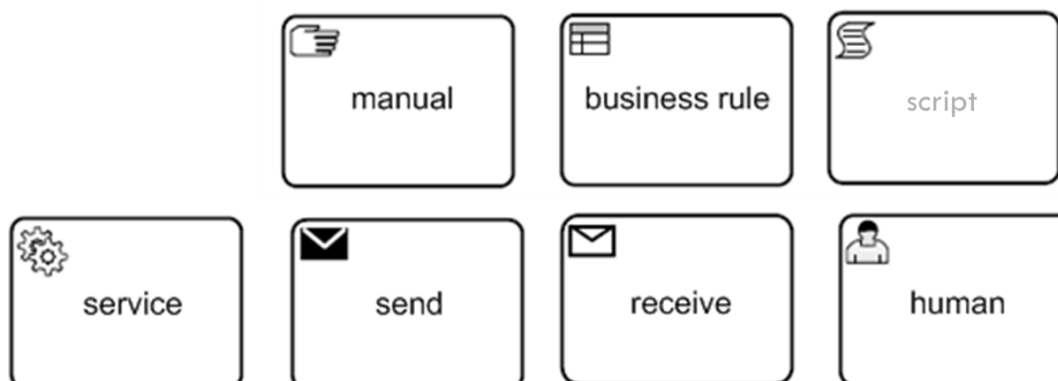 manual
business rule
script
service
send
receive
human